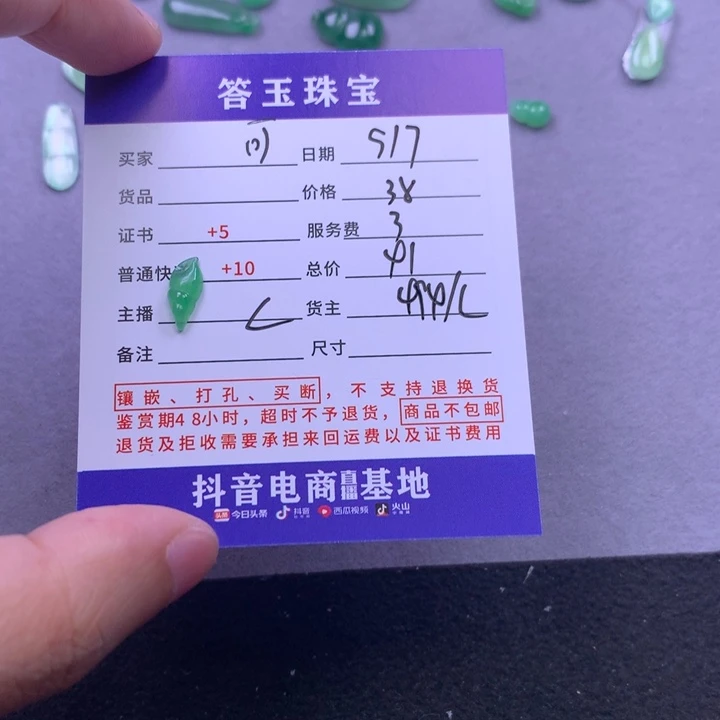 答玉珠宝
买家 日期 517
货品 价格 38
证书 +5 服务费 3
普通快 +10 总价 41
主播 L 货主
备注 尺寸
镶嵌、打孔、买断，不支持退换货
鉴赏期48小时，超时不予退货，商品不包邮
退货及拒收需要承担来回运费以及证书费用
抖音电商直播基地
头条 今日头条 抖音 西瓜视频 火山